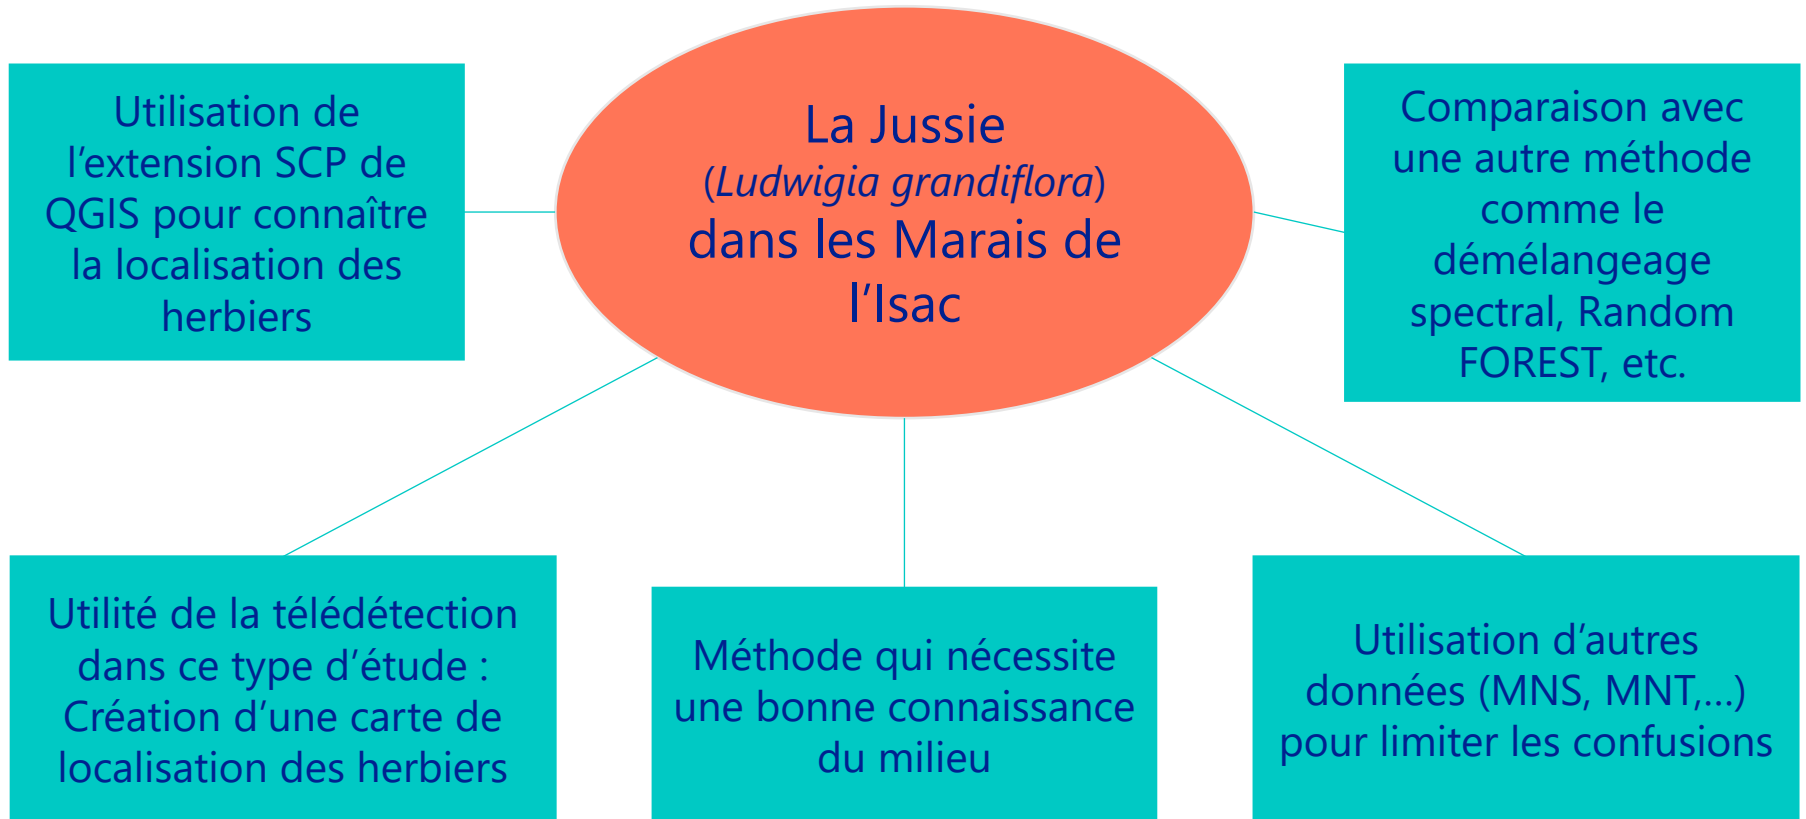 Utilisation de
l’extension SCP de
QGIS pour connaître
la localisation des
herbiers
La Jussie
(Ludwigia grandiflora)
dans les Marais de
l’Isac
Comparaison avec
une autre méthode
comme le
démélangeage
spectral, Random
FOREST, etc.
Utilité de la télédétection
dans ce type d’étude :
Création d’une carte de
localisation des herbiers
Méthode qui nécessite
une bonne connaissance
du milieu
Utilisation d’autres
données (MNS, MNT,…)
pour limiter les confusions